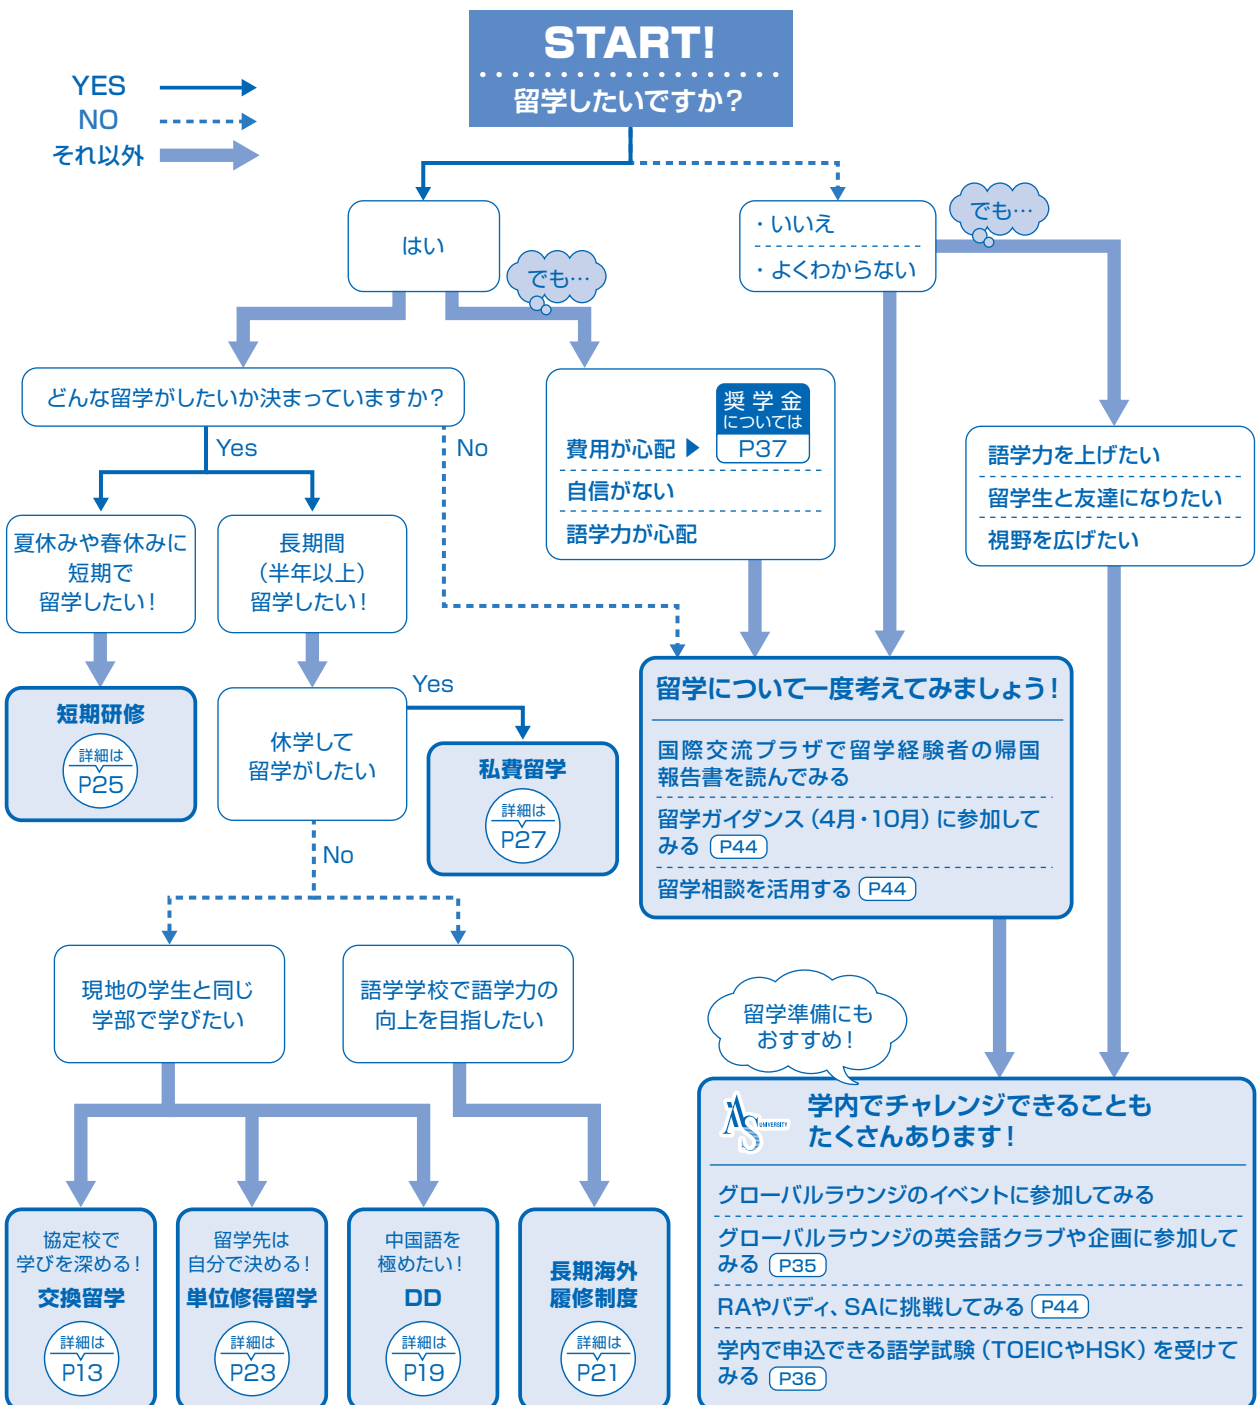 START!
留学したいですか？
YES
NO
それ以外
はい
でも…
・いいえ
・よくわからない
でも…
どんな留学がしたいか決まっていますか？
Yes
No
奨学金
については
P37
費用が心配 ▶
自信がない
語学力が心配
語学力を上げたい
留学生と友達になりたい
視野を広げたい
夏休みや春休みに
短期で
留学したい！
長期間
（半年以上）
留学したい！
短期研修
詳細は
P25
休学して
留学がしたい
Yes
No
私費留学
詳細は
P27
留学について一度考えてみましょう！
国際交流プラザで留学経験者の帰国
報告書を読んでみる
留学ガイダンス（4月・10月）に参加して
みる P44
留学相談を活用する P44
現地の学生と同じ
学部で学びたい
語学学校で語学力の
向上を目指したい
留学準備にも
おすすめ！
協定校で
学びを深める！
交換留学
詳細は
P13
留学先は
自分で決める！
単位修得留学
詳細は
P23
中国語を
極めたい！
DD
詳細は
P19
長期海外
履修制度
詳細は
P21
AS UNIVERSITY
学内でチャレンジできることも
たくさんあります！
グローバルラウンジのイベントに参加してみる
グローバルラウンジの英会話クラブや企画に参加して
みる P35
RAやバディ、SAに挑戦してみる P44
学内で申込できる語学試験（TOEICやHSK）を受けて
みる P36